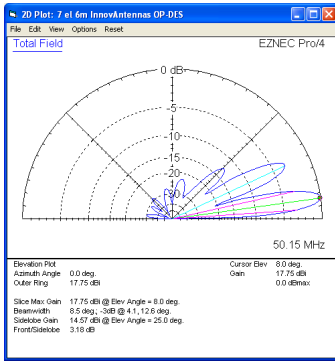 2D Plot: 7 el 6m InnovAntennas OP-DES
File Edit View Options Reset
Total Field
EZNEC Pro/4
0 dB
-5
-10
-15
-20
-30
50.15 MHz
Elevation Plot
Azimuth Angle 0.0 deg.
Outer Ring 17.75 dBi
Cursor Elev 8.0 deg.
Gain 17.75 dBi
0.0 dBmax
Slice Max Gain 17.75 dBi @ Elev Angle = 8.0 deg.
Beamwidth 8.5 deg.; -3dB @ 4.1, 12.6 deg.
Sidelobe Gain 14.57 dBi @ Elev Angle = 25.0 deg.
Front/Sidelobe 3.18 dB